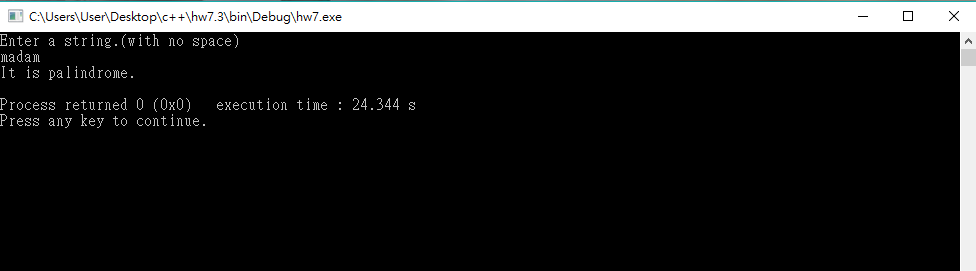 C:\Users\User\Desktop\c++\hw7.3\bin\Debug\hw7.exe
Enter a string.(with no space)
madam
It is palindrome.
Process returned 0 (0x0)   execution time : 24.344 s
Press any key to continue.